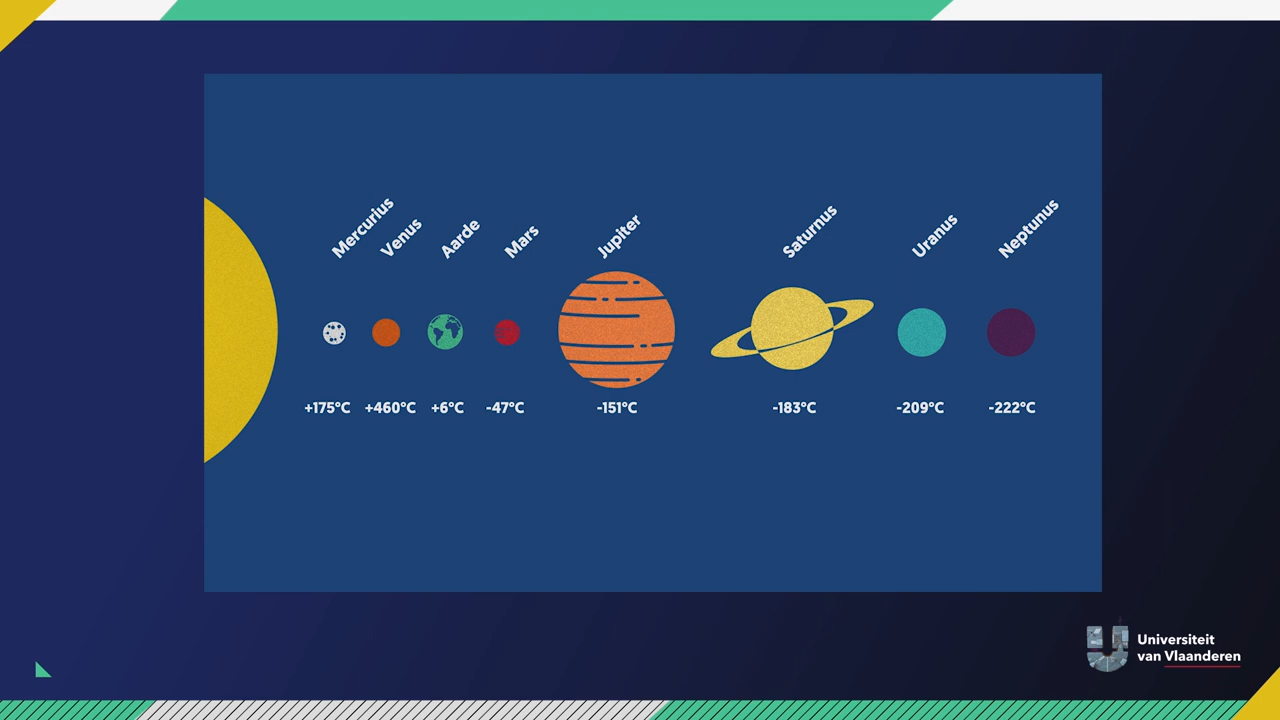 Mercurius
Venus
Aarde
Mars
Jupiter
Saturnus
Uranus
Neptunus
+175°C +460°C +6°C -47°C -151°C -183°C -209°C -222°C
Universiteit
van Vlaanderen